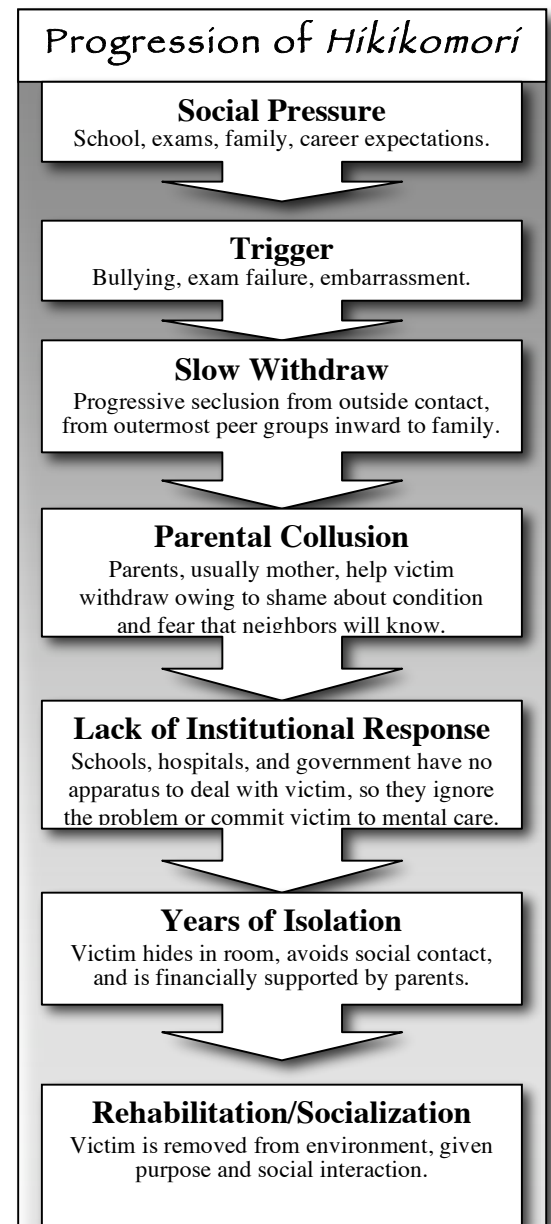 Progression of Hikikomori
Social Pressure
School, exams, family, career expectations.
Trigger
Bullying, exam failure, embarrassment.
Slow Withdraw
Progressive seclusion from outside contact,
from outermost peer groups inward to family.
Parental Collusion
Parents, usually mother, help victim
withdraw owing to shame about condition
and fear that neighbors will know.
Lack of Institutional Response
Schools, hospitals, and government have no
apparatus to deal with victim, so they ignore
the problem or commit victim to mental care.
Years of Isolation
Victim hides in room, avoids social contact,
and is financially supported by parents.
Rehabilitation/Socialization
Victim is removed from environment, given
purpose and social interaction.